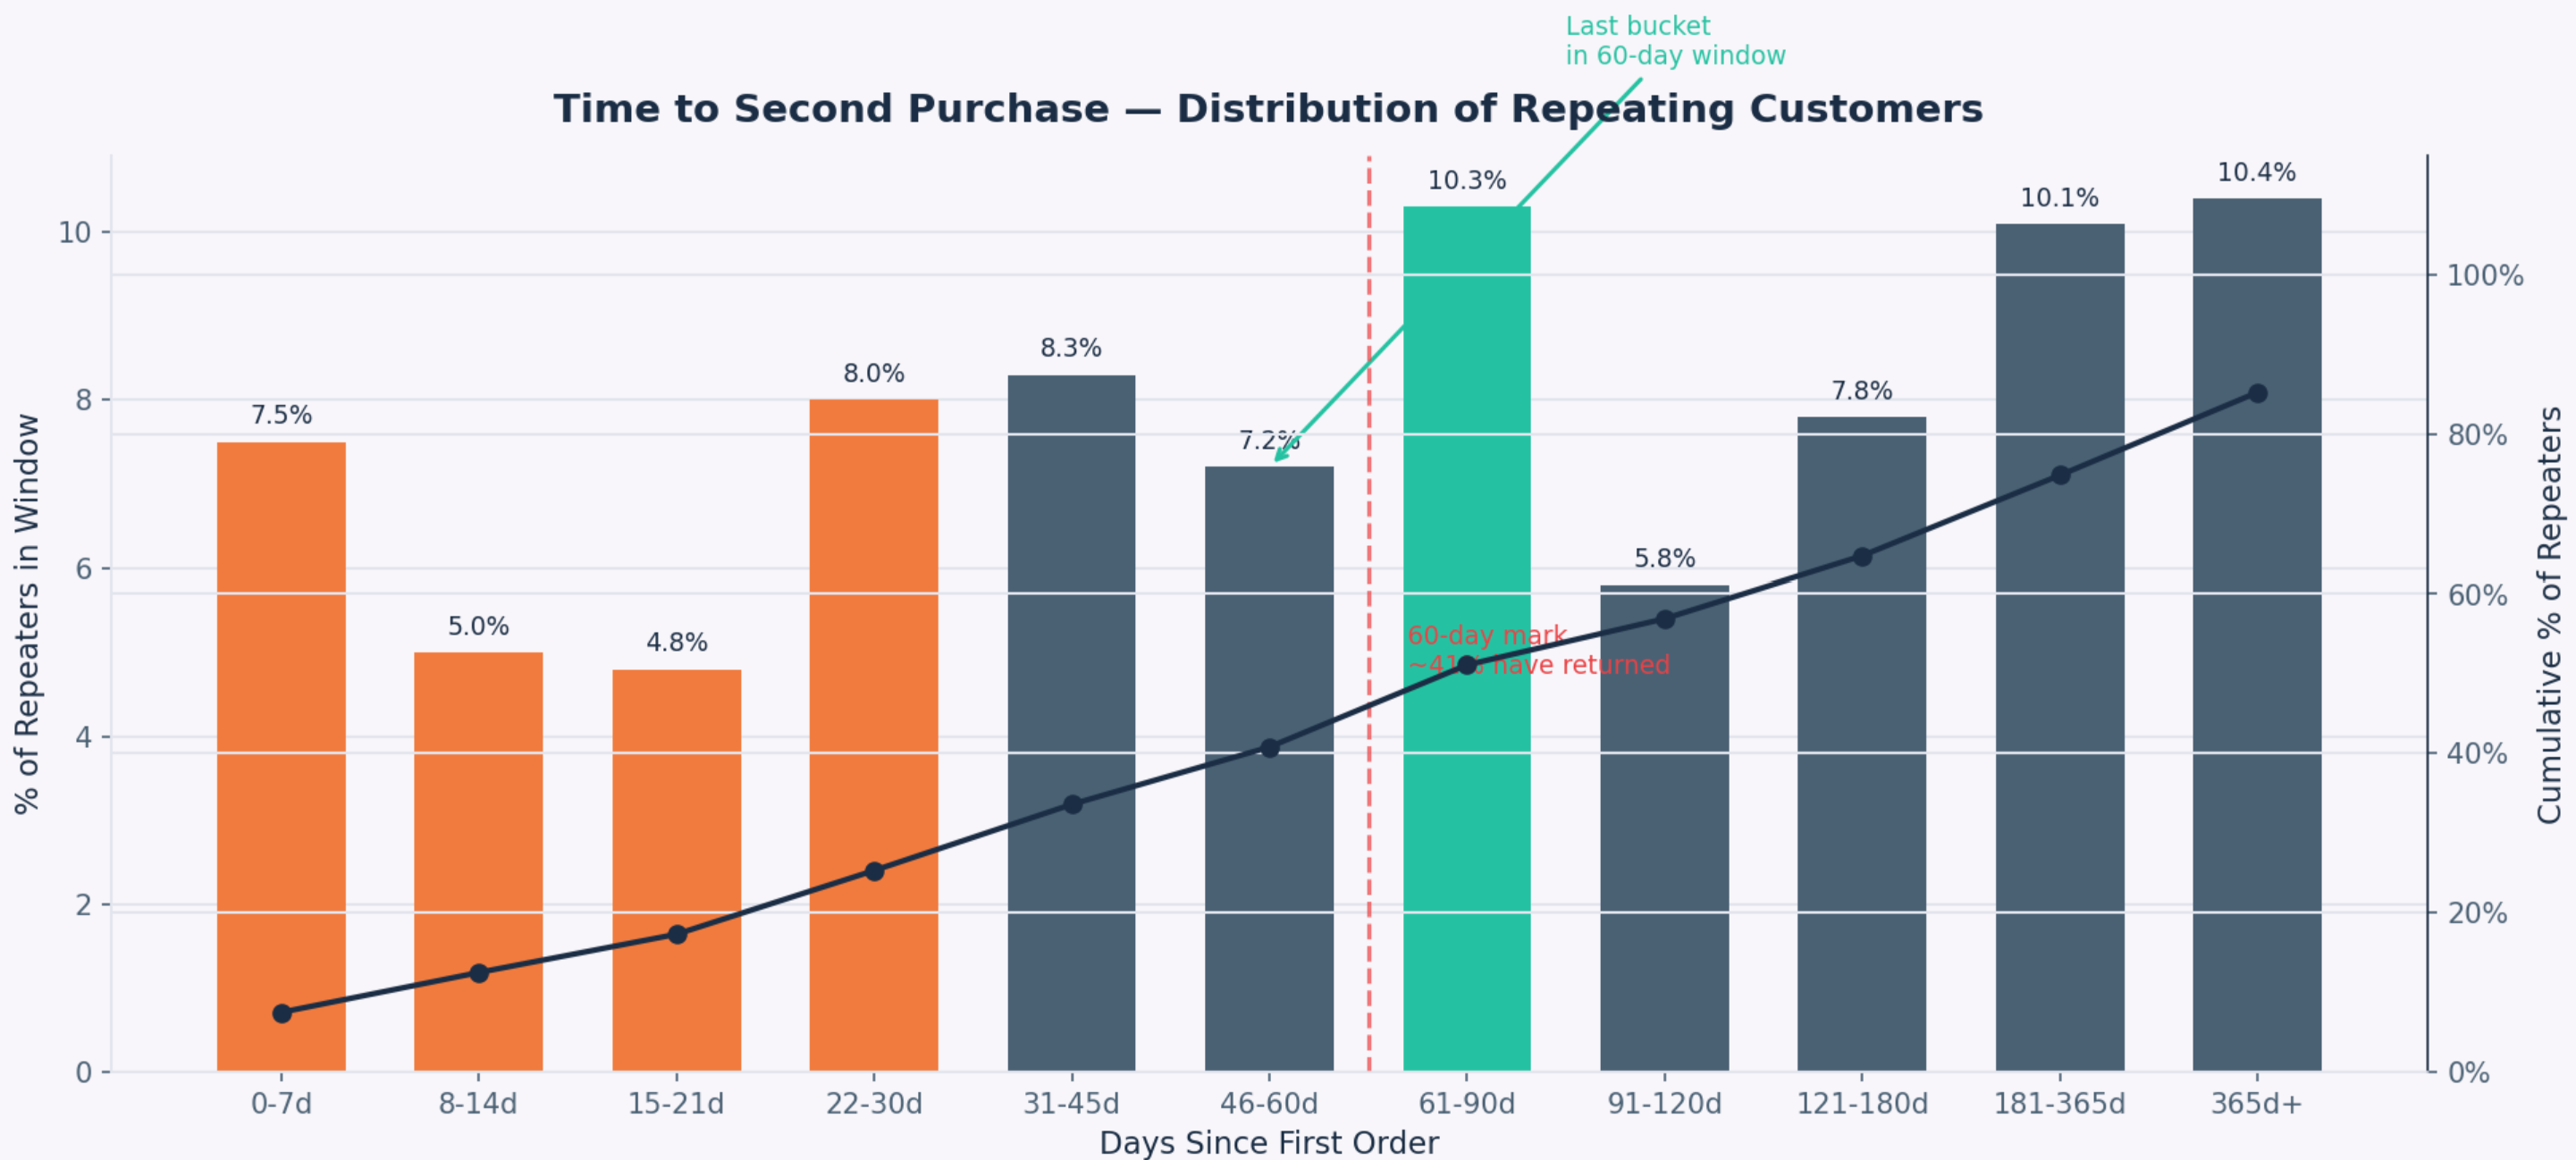 Last bucket
in 60-day window
Time to Second Purchase — Distribution of Repeating Customers
% of Repeaters in Window
10
8
6
4
2
0
7.5%
5.0%
4.8%
8.0%
8.3%
7.2%
10.3%
5.8%
7.8%
10.1%
10.4%
60-day mark
~41% have returned
100%
80%
60%
40%
20%
0%
Cumulative % of Repeaters
0-7d
8-14d
15-21d
22-30d
31-45d
46-60d
61-90d
91-120d
121-180d
181-365d
365d+
Days Since First Order